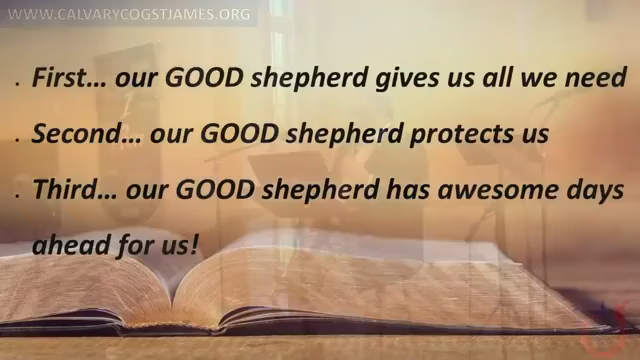 WWW.CALVARYCOGSTJAMES.ORG
• First… our GOOD shepherd gives us all we need
• Second… our GOOD shepherd protects us
• Third… our GOOD shepherd has awesome days
ahead for us!